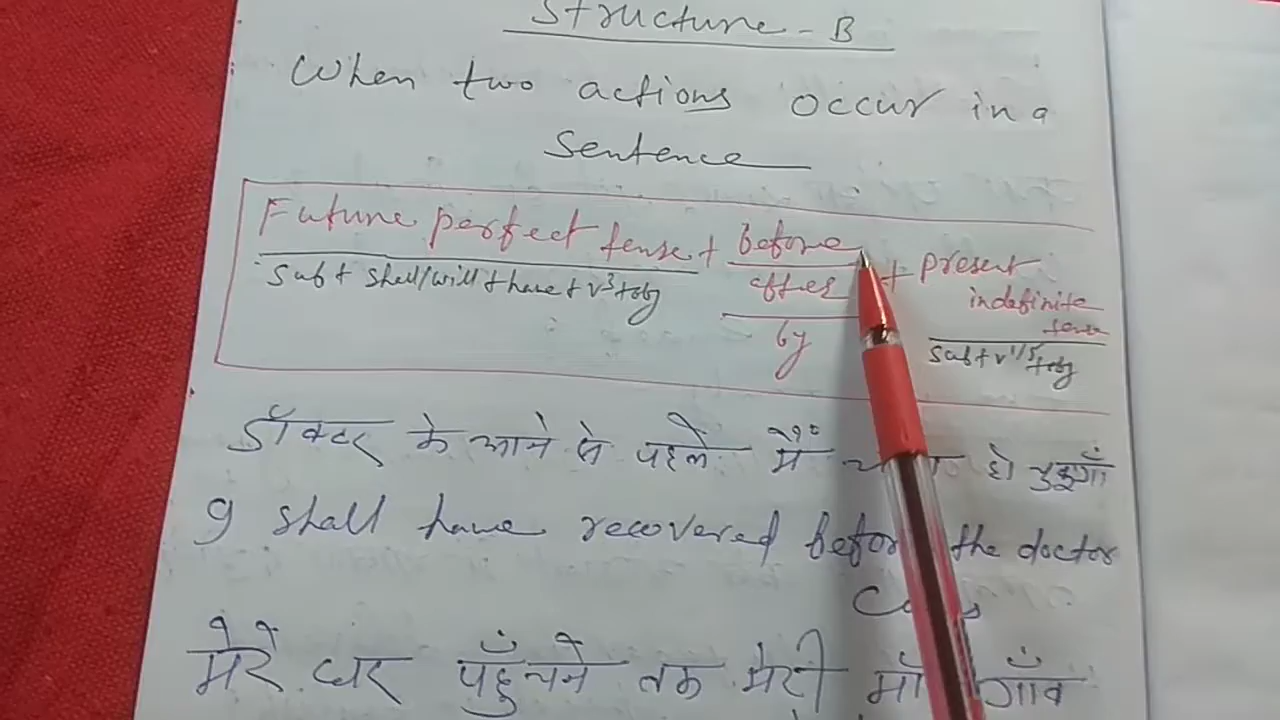 Structure - B
When two actions occur in a
sentence
Future perfect tense + before + present
Sub + shall/will + have + v3 + obj after indefinite
tense
by Sub + v1/s + obj
डॉक्टर के आने से पहले मैं हो चुकूँगा
I shall have recovered before the doctor
मेरे घर पहुँचने तक मेरी माँ गाँव